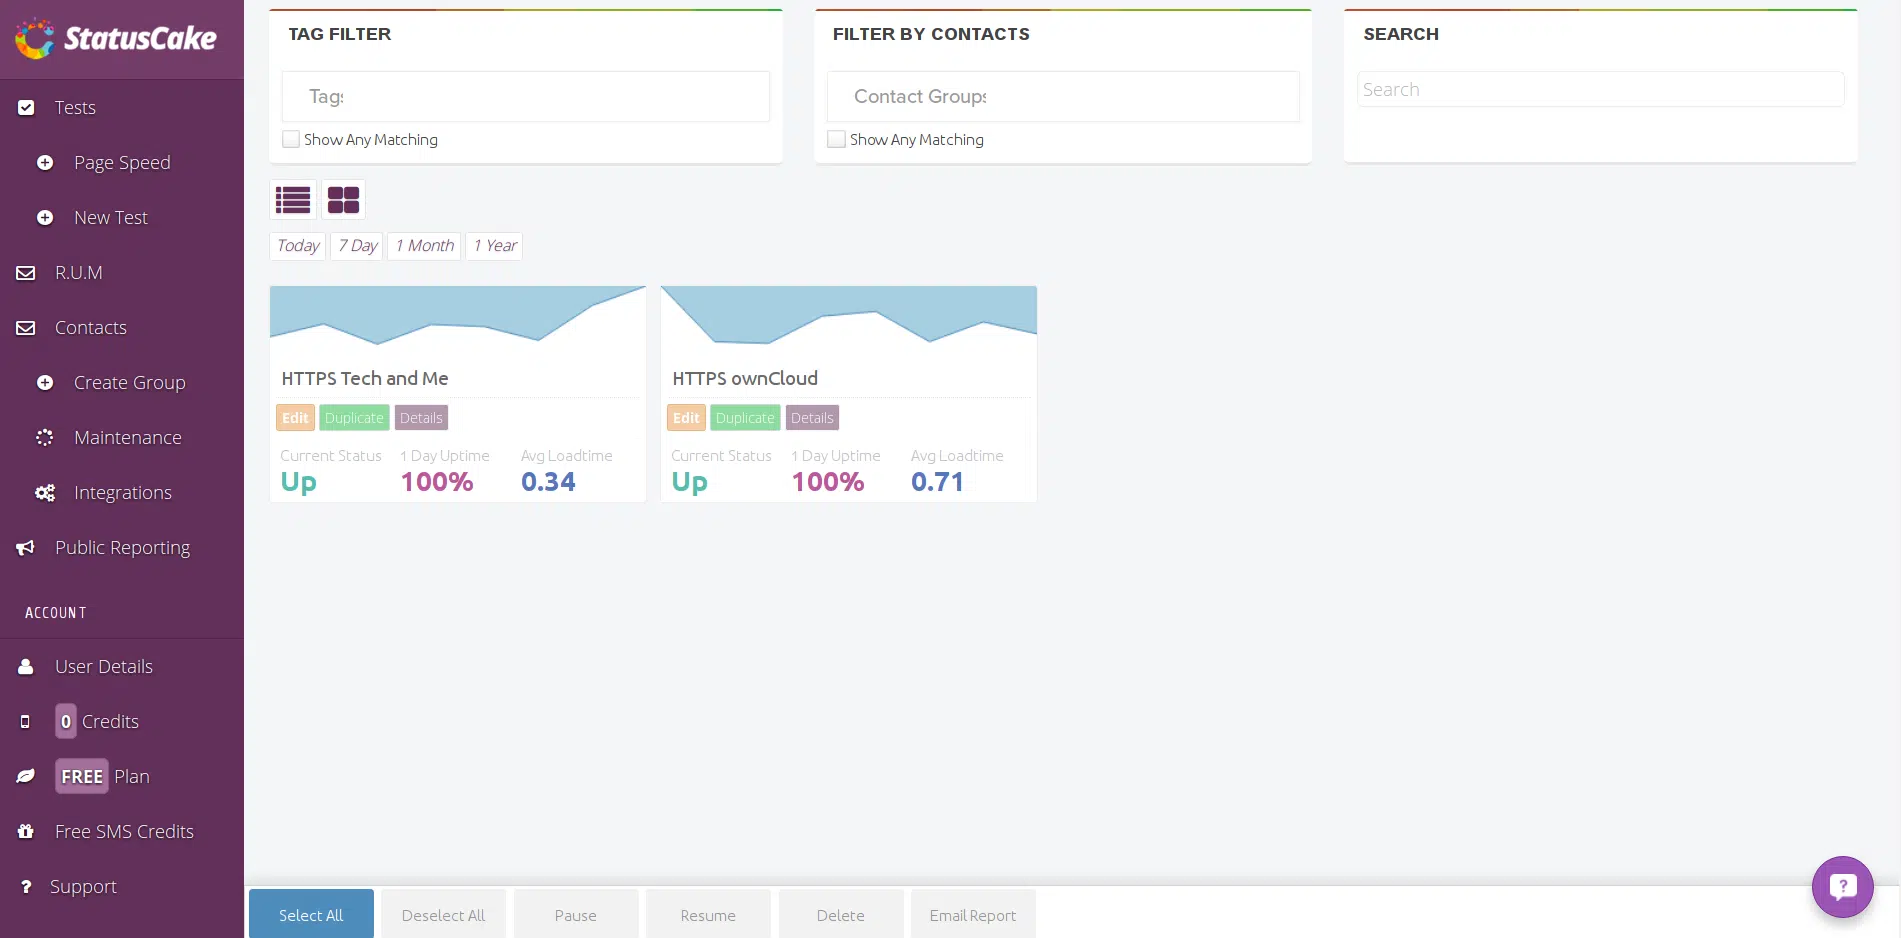 StatusCake
Tests
Page Speed
New Test
R.U.M
Contacts
Create Group
Maintenance
Integrations
Public Reporting
ACCOUNT
User Details
0 Credits
FREE Plan
Free SMS Credits
? Support
TAG FILTER
Tags
Show Any Matching
FILTER BY CONTACTS
Contact Groups
Show Any Matching
SEARCH
Search
Today 7 Day 1 Month 1 Year
HTTPS Tech and Me
Edit Duplicate Details
Current Status 1 Day Uptime Avg Loadtime
Up 100% 0.34
HTTPS ownCloud
Edit Duplicate Details
Current Status 1 Day Uptime Avg Loadtime
Up 100% 0.71
Select All Deselect All Pause Resume Delete Email Report
?